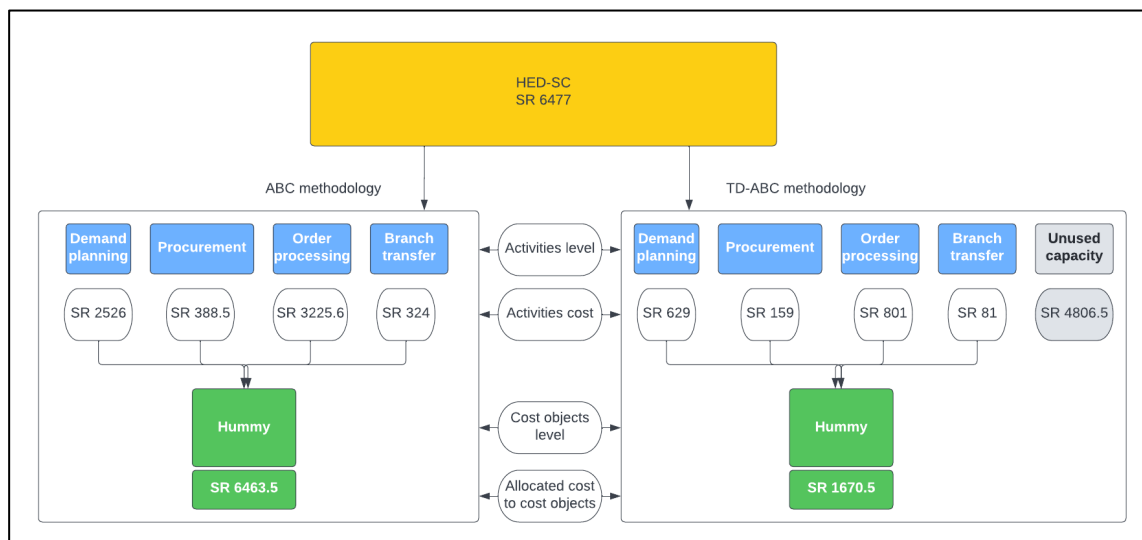 HED-SC
SR 6477
ABC methodology
TD-ABC methodology
Demand
planning
Procurement
Order
processing
Branch
transfer
Activities level
Demand
planning
Procurement
Order
processing
Branch
transfer
Unused
capacity
SR 2526
SR 388.5
SR 3225.6
SR 324
Activities cost
SR 629
SR 159
SR 801
SR 81
SR 4806.5
Hummy
Cost objects
level
Hummy
SR 6463.5
Allocated cost
to cost objects
SR 1670.5